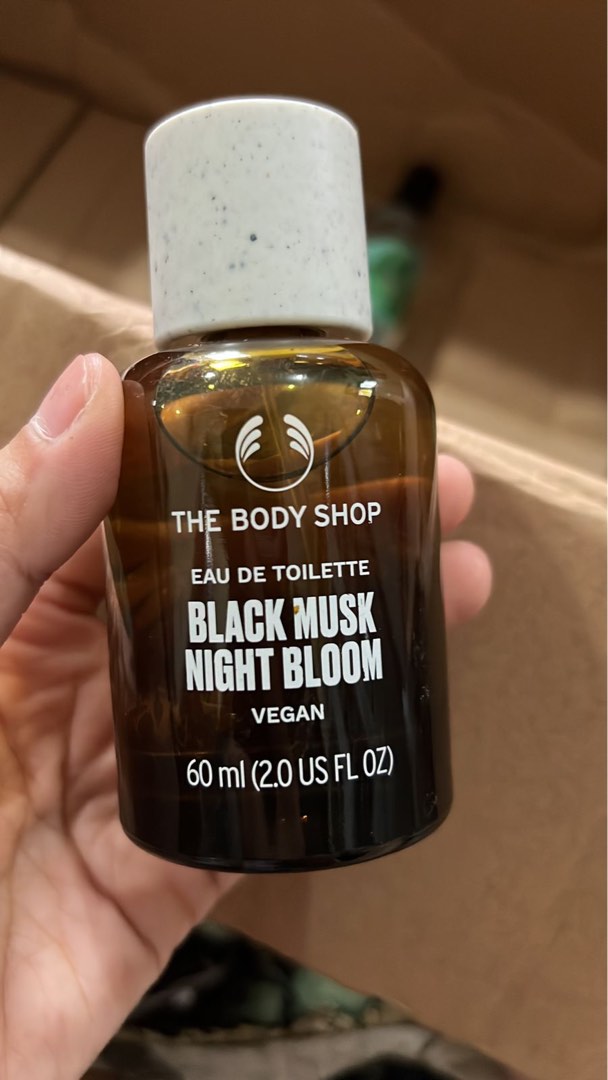 THE BODY SHOP
EAU DE TOILETTE
BLACK MUSK
NIGHT BLOOM
VEGAN
60 ml (2.0 US FL OZ)